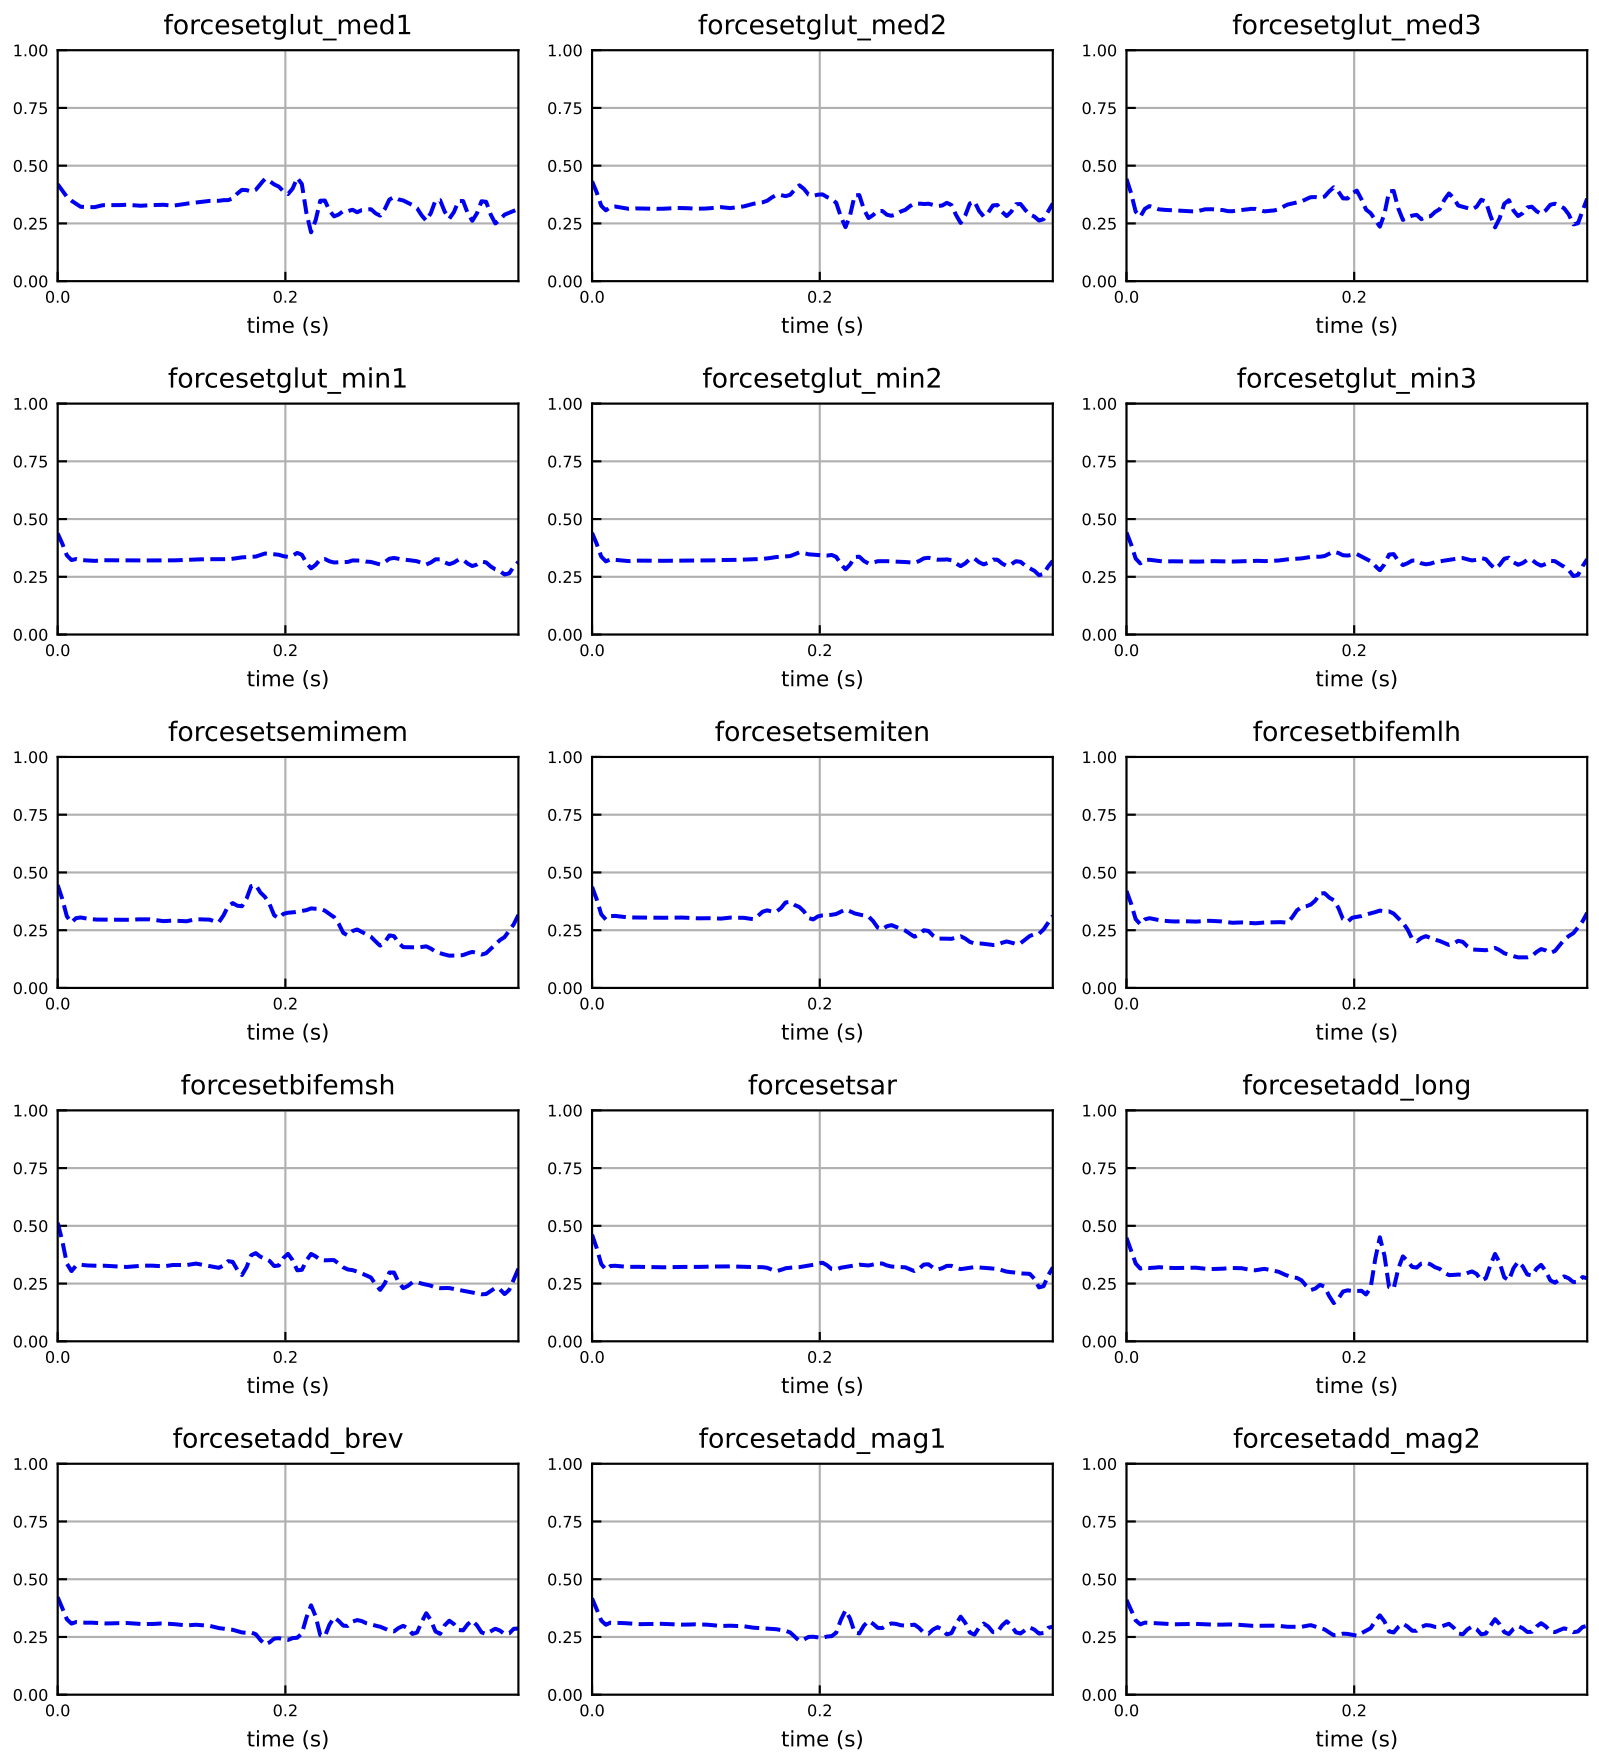 forcesetglut_med1 forcesetglut_med2 forcesetglut_med3
1.00 1.00 1.00
0.75 0.75 0.75
0.50 0.50 0.50
0.25 0.25 0.25
0.00 0.00 0.00
0.0 0.2 0.0 0.2 0.0 0.2
time (s) time (s) time (s)
forcesetglut_min1 forcesetglut_min2 forcesetglut_min3
1.00 1.00 1.00
0.75 0.75 0.75
0.50 0.50 0.50
0.25 0.25 0.25
0.00 0.00 0.00
0.0 0.2 0.0 0.2 0.0 0.2
time (s) time (s) time (s)
forcesetsemimem forcesetsemiten forcesetbifemlh
1.00 1.00 1.00
0.75 0.75 0.75
0.50 0.50 0.50
0.25 0.25 0.25
0.00 0.00 0.00
0.0 0.2 0.0 0.2 0.0 0.2
time (s) time (s) time (s)
forcesetbifemsh forcesetsar forcesetadd_long
1.00 1.00 1.00
0.75 0.75 0.75
0.50 0.50 0.50
0.25 0.25 0.25
0.00 0.00 0.00
0.0 0.2 0.0 0.2 0.0 0.2
time (s) time (s) time (s)
forcesetadd_brev forcesetadd_mag1 forcesetadd_mag2
1.00 1.00 1.00
0.75 0.75 0.75
0.50 0.50 0.50
0.25 0.25 0.25
0.00 0.00 0.00
0.0 0.2 0.0 0.2 0.0 0.2
time (s) time (s) time (s)